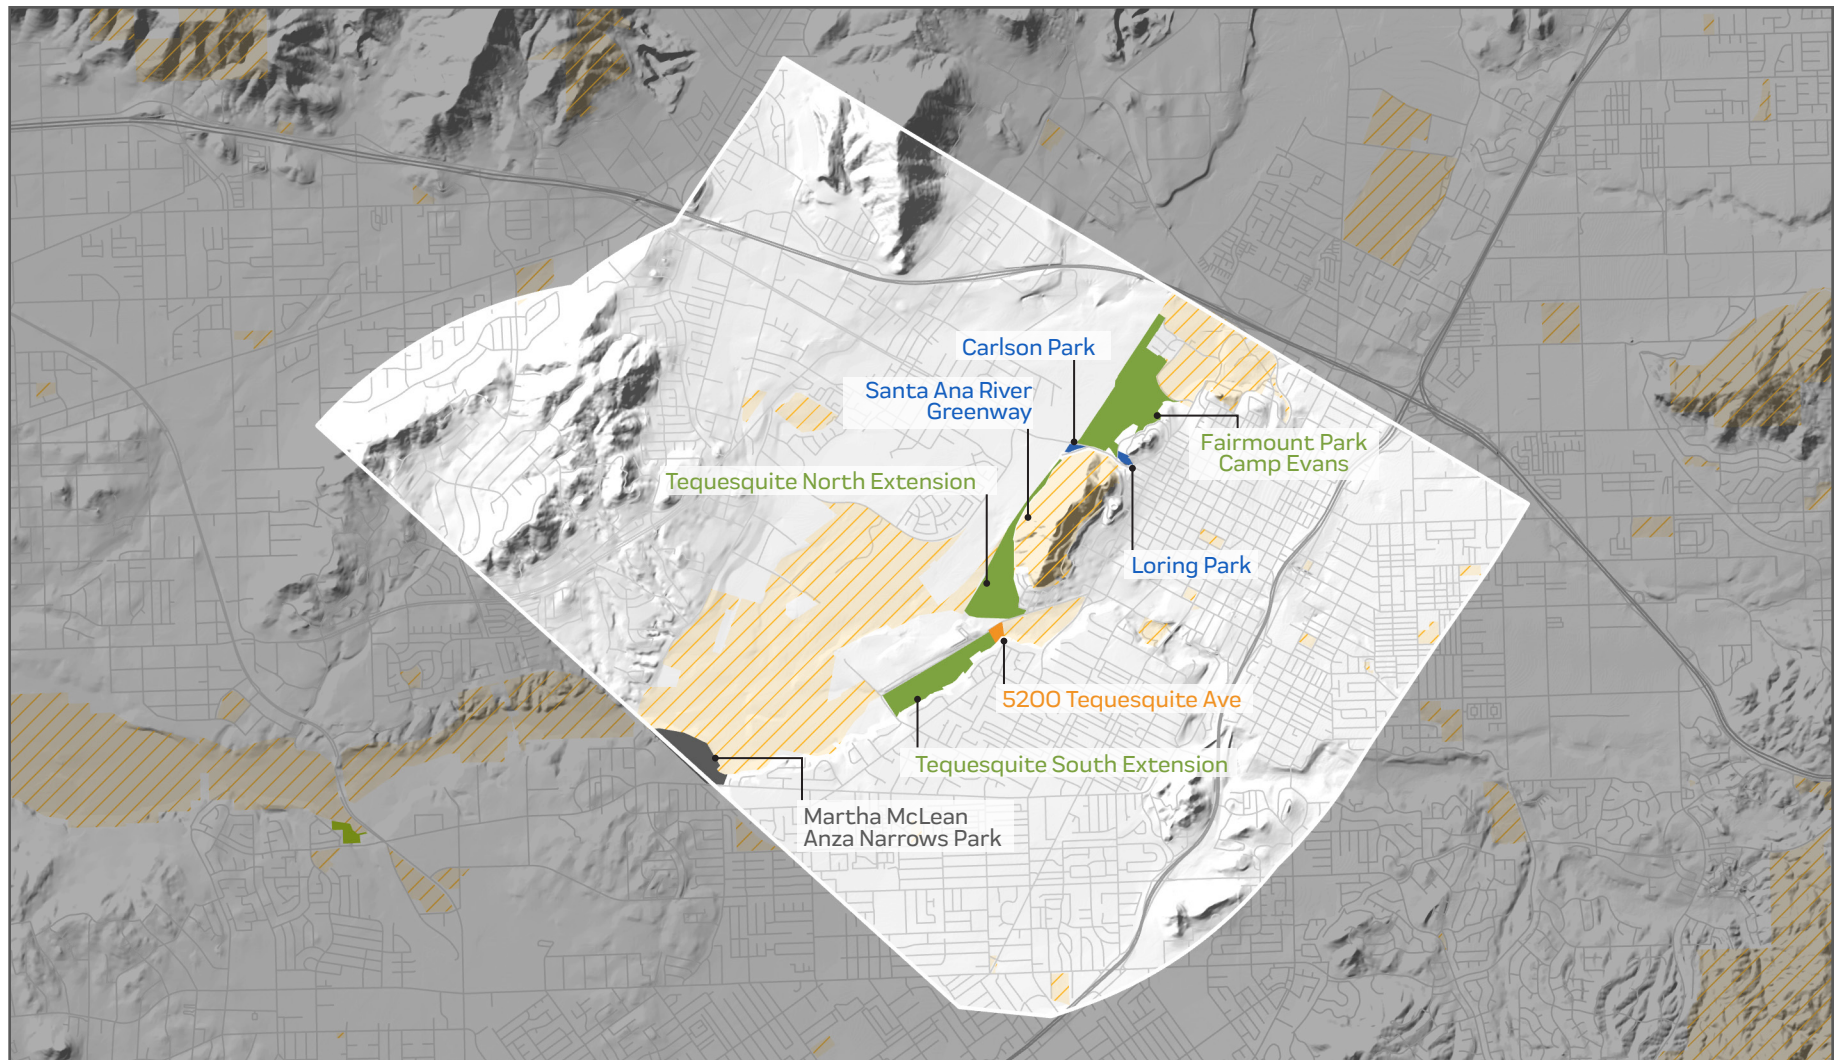 Carlson Park
Santa Ana River
Greenway
Fairmount Park
Camp Evans
Tequesquite North Extension
Loring Park
5200 Tequesquite Ave
Tequesquite South Extension
Martha McLean
Anza Narrows Park